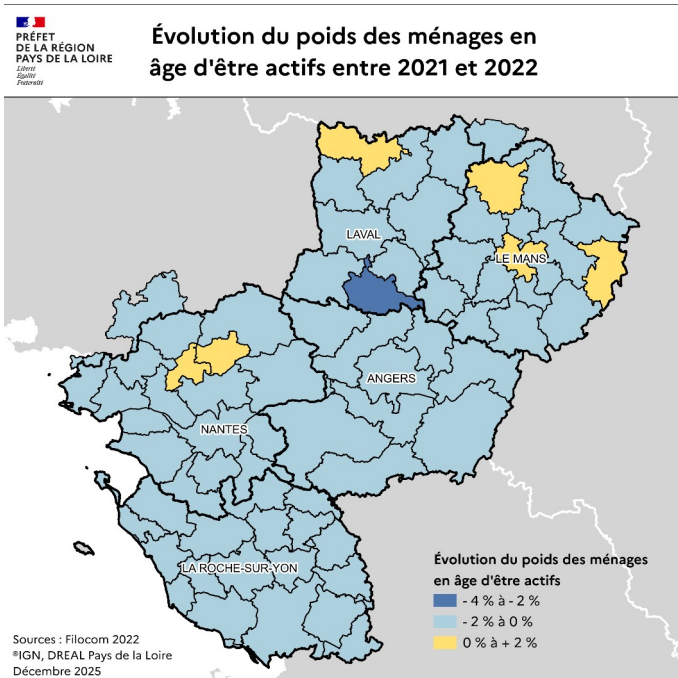 PRÉFET
DE LA RÉGION
PAYS DE LA LOIRE
Liberté
Égalité
Fraternité
Évolution du poids des ménages en
âge d'être actifs entre 2021 et 2022
LAVAL
LE MANS
ANGERS
NANTES
LA ROCHE-SUR-YON
Évolution du poids des ménages
en âge d'être actifs
- 4 % à - 2 %
- 2 % à 0 %
0 % à + 2 %
Sources : Filocom 2022
®IGN, DREAL Pays de la Loire
Décembre 2025